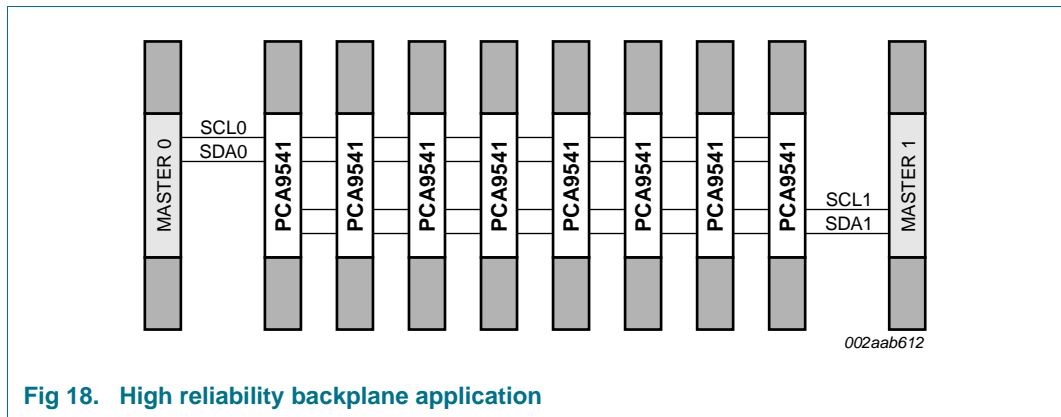 MASTER 0
SCL0
SDA0
PCA9541
PCA9541
PCA9541
PCA9541
PCA9541
PCA9541
PCA9541
PCA9541
SCL1
SDA1
MASTER 1
002aab612
Fig 18. High reliability backplane application